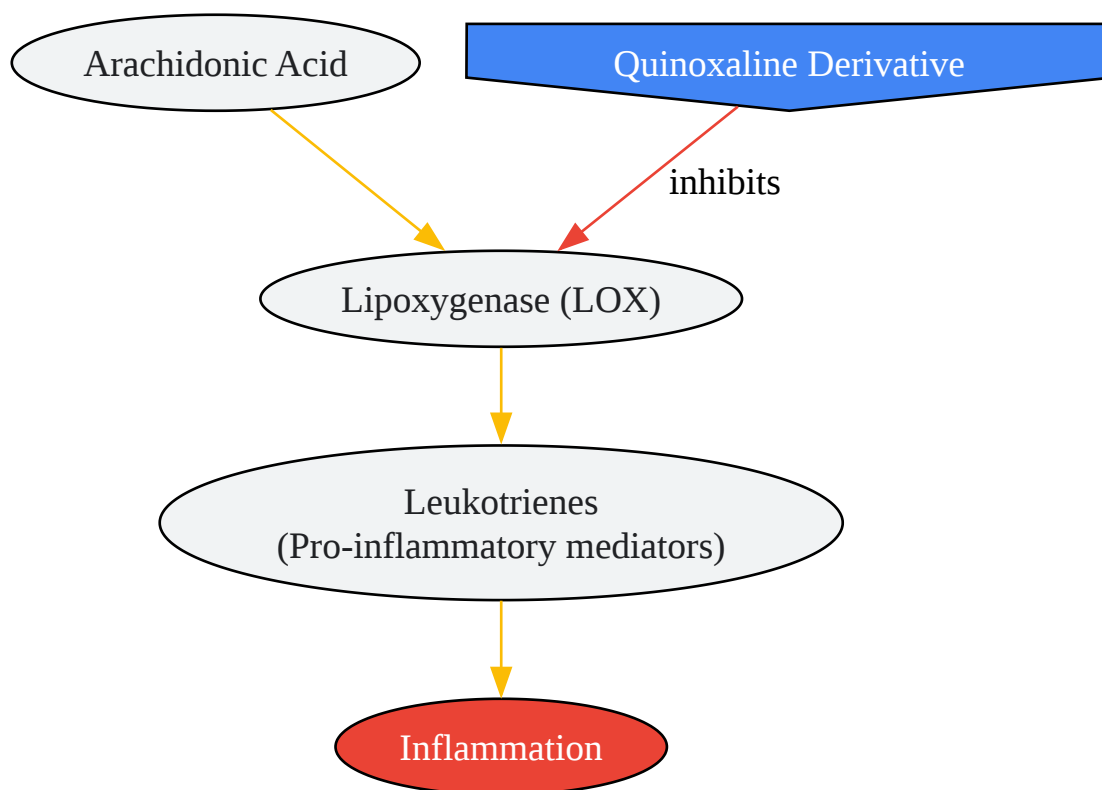 Arachidonic Acid
Quinoxaline Derivative
inhibits
Lipoxygenase (LOX)
Leukotrienes
(Pro-inflammatory mediators)
Inflammation